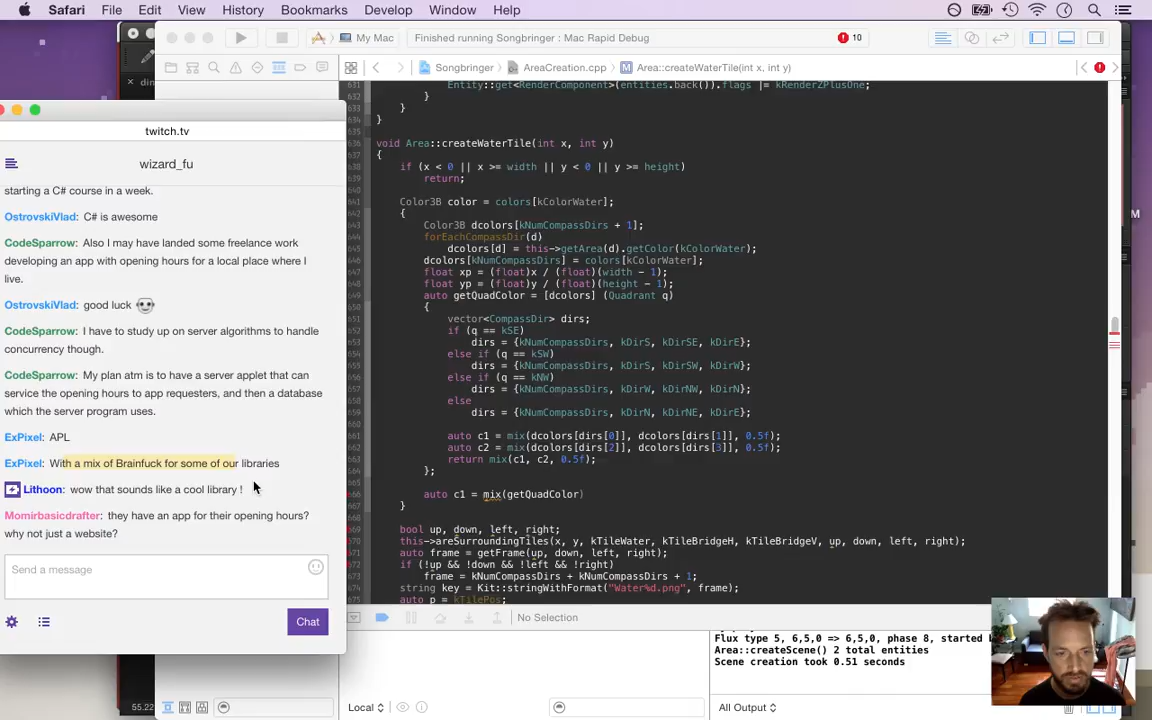 Safari File Edit View History Bookmarks Develop Window Help
My Mac
Finished running Songbringer : Mac Rapid Debug
10
Songbringer
AreaCreation.cpp
Area::createWaterTile(int x, int y)
twitch.tv
wizard_fu
starting a C# course in a week.
OstrovskiVlad: C# is awesome
CodeSparrow: Also I may have landed some freelance work
developing an app with opening hours for a local place where I
live.
OstrovskiVlad: good luck
CodeSparrow: I have to study up on server algorithms to handle
concurrency though.
CodeSparrow: My plan atm is to have a server applet that can
service the opening hours to app requesters, and then a database
which the server program uses.
ExPixel: APL
ExPixel: With a mix of Brainfuck for some of our libraries
Lithoon: wow that sounds like a cool library !
Momirbasicdrafter: they have an app for their opening hours?
why not just a website?
Send a message
Chat
Entity::get<RenderComponent>(entities.back()).flags |= kRenderZPlusOne;
}
}
}
void Area::createWaterTile(int x, int y)
{
if (x < 0 || x >= width || y < 0 || y >= height)
return;
Color3B color = colors[kColorWater];
{
Color3B dcolors[kNumCompassDirs + 1];
forEachCompassDir(d)
dcolors[d] = this->getArea(d).getColor(kColorWater);
dcolors[kNumCompassDirs] = colors[kColorWater];
float xp = (float)x / (float)(width - 1);
float yp = (float)y / (float)(height - 1);
auto getQuadColor = [dcolors] (Quadrant q)
{
vector<CompassDir> dirs;
if (q == kSE)
dirs = {kNumCompassDirs, kDirS, kDirSE, kDirE};
else if (q == kSW)
dirs = {kNumCompassDirs, kDirS, kDirSW, kDirW};
else if (q == kNW)
dirs = {kNumCompassDirs, kDirW, kDirNW, kDirN};
else
dirs = {kNumCompassDirs, kDirN, kDirNE, kDirE};
auto c1 = mix(dcolors[dirs[0]], dcolors[dirs[1]], 0.5f);
auto c2 = mix(dcolors[dirs[2]], dcolors[dirs[3]], 0.5f);
return mix(c1, c2, 0.5f);
};
auto c1 = mix(getQuadColor)
}
bool up, down, left, right;
this->areSurroundingTiles(x, y, kTileWater, kTileBridgeH, kTileBridgeV, up, down, left, right);
auto frame = getFrame(up, down, left, right);
if (!up && !down && !left && !right)
frame = kNumCompassDirs + kNumCompassDirs + 1;
string key = Kit::stringWithFormat("Water%d.png", frame);
auto p = kTilePos;
No Selection
Flux type 5, 6,5,0 => 6,5,0, phase 8, started
Area::createScene() 2 total entities
Scene creation took 0.51 seconds
55.22
Local
All Output